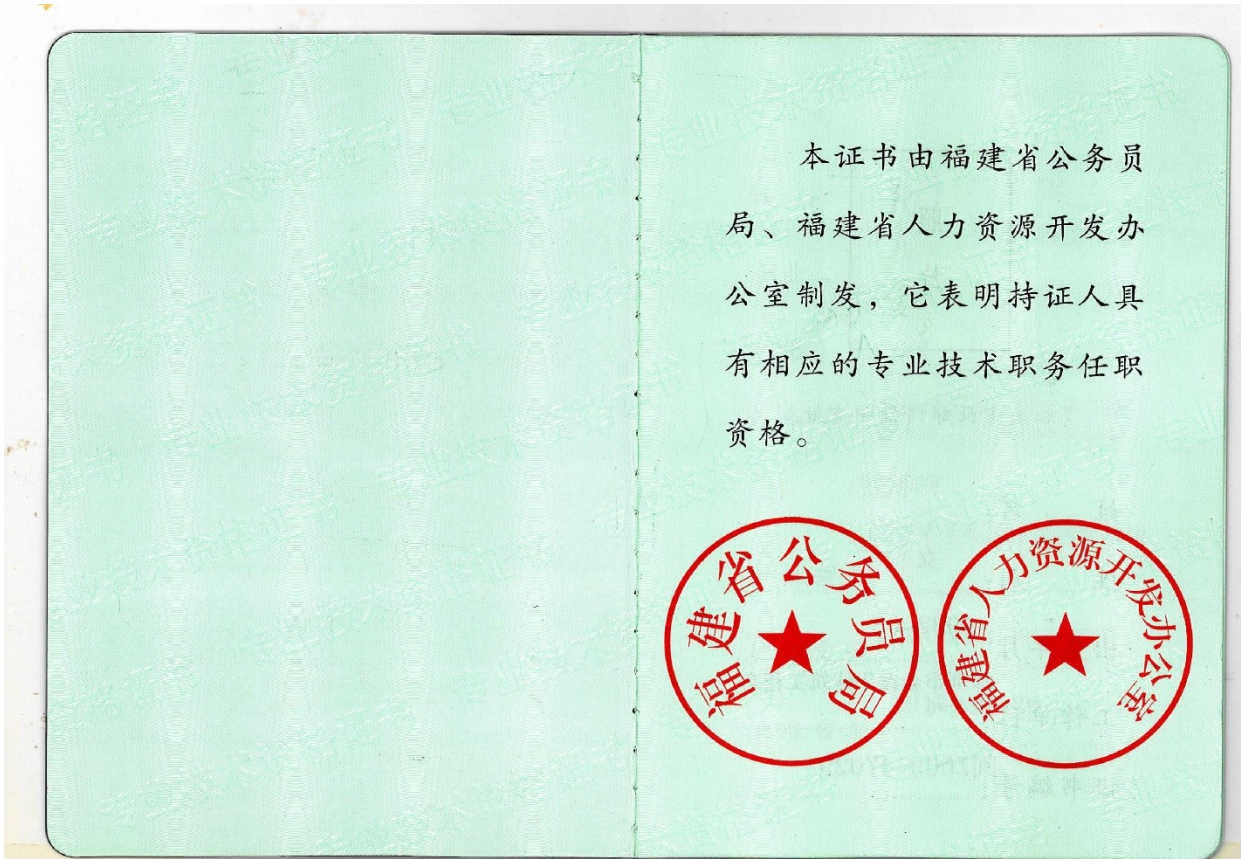 本证书由福建省公务员
局、福建省人力资源开发办
公室制发，它表明持证人具
有相应的专业技术职务任职
资格。
福建省公务员局
福建省人力资源开发办公室